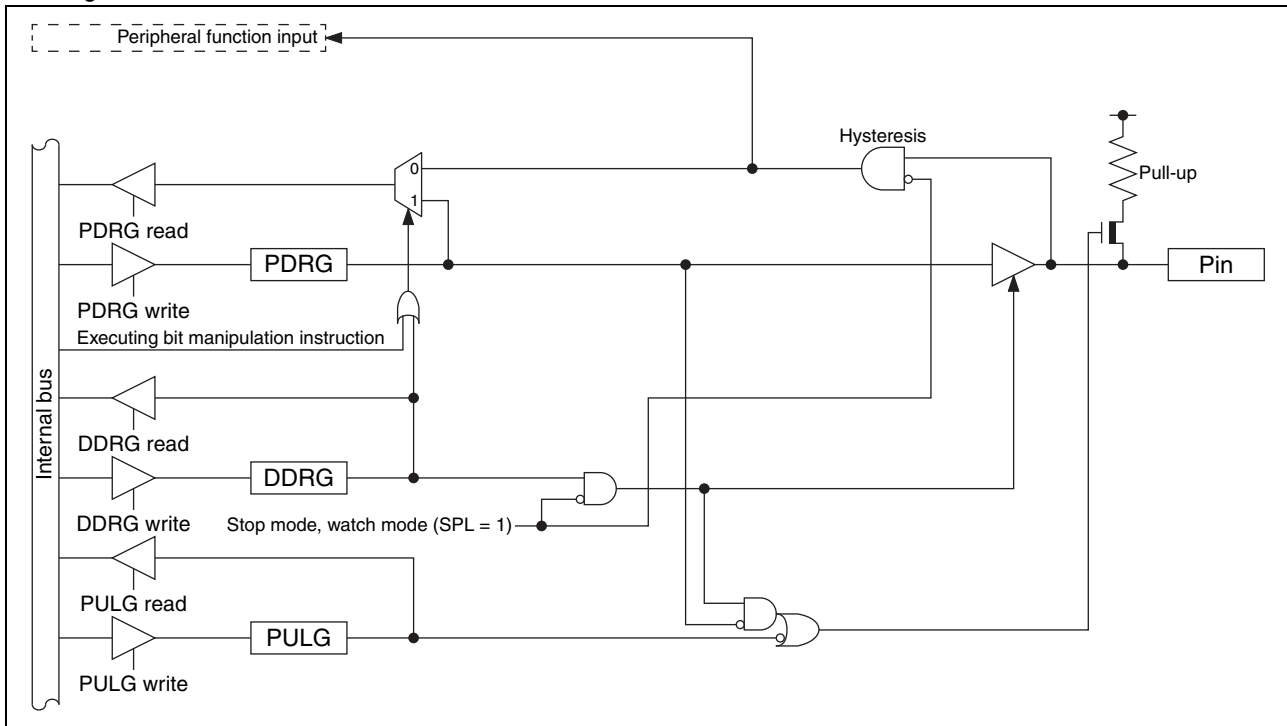 Peripheral function input
Hysteresis
0
Pull-up
1
PDRG read
PDRG
Pin
PDRG write
Executing bit manipulation instruction
Internal bus
DDRG read
DDRG
DDRG write
Stop mode, watch mode (SPL = 1)
PULG read
PULG
PULG write